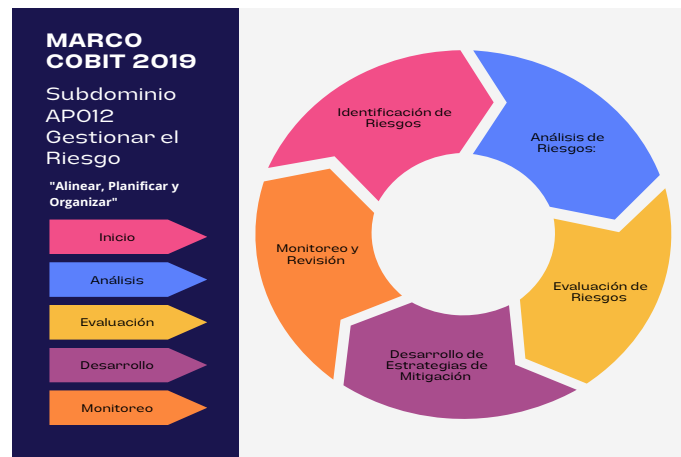 MARCO
COBIT 2019
Subdominio
APO12
Gestionar el
Riesgo
"Alinear, Planificar y
Organizar"
Inicio
Análisis
Evaluación
Desarrollo
Monitoreo
Identificación de
Riesgos
Análisis de
Riesgos:
Evaluación de
Riesgos
Desarrollo de
Estrategias de
Mitigación
Monitoreo y
Revisión